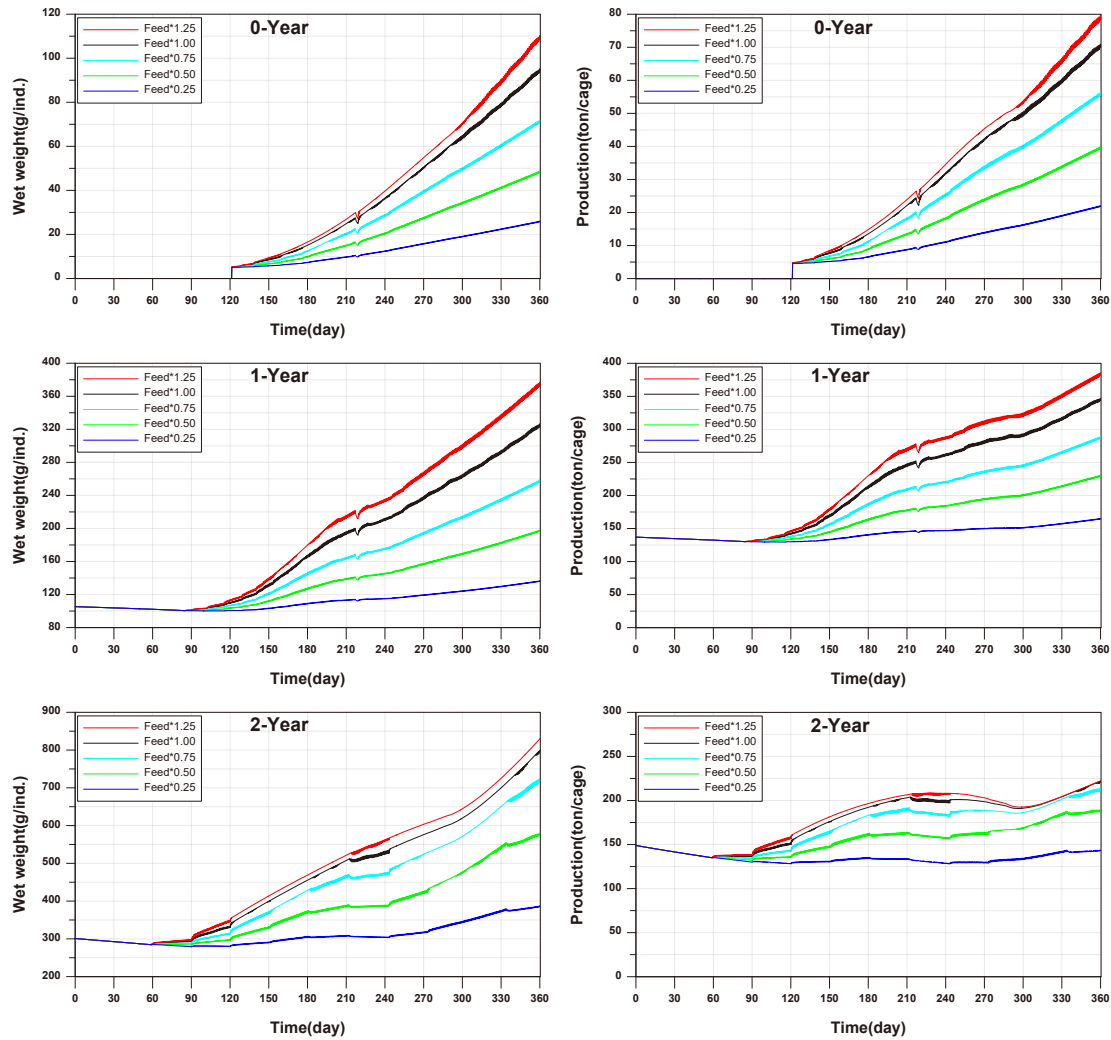 0-Year
Wet weight(g/ind.)
120
100
80
60
40
20
0
Feed*1.25
Feed*1.00
Feed*0.75
Feed*0.50
Feed*0.25
0 30 60 90 120 150 180 210 240 270 300 330 360
Time(day)
0-Year
Production(ton/cage)
80
70
60
50
40
30
20
10
0
Feed*1.25
Feed*1.00
Feed*0.75
Feed*0.50
Feed*0.25
0 30 60 90 120 150 180 210 240 270 300 330 360
Time(day)
1-Year
Wet weight(g/ind.)
400
360
320
280
240
200
160
120
80
Feed*1.25
Feed*1.00
Feed*0.75
Feed*0.50
Feed*0.25
0 30 60 90 120 150 180 210 240 270 300 330 360
Time(day)
1-Year
Production(ton/cage)
400
350
300
250
200
150
100
50
0
Feed*1.25
Feed*1.00
Feed*0.75
Feed*0.50
Feed*0.25
0 30 60 90 120 150 180 210 240 270 300 330 360
Time(day)
2-Year
Wet weight(g/ind.)
900
800
700
600
500
400
300
200
Feed*1.25
Feed*1.00
Feed*0.75
Feed*0.50
Feed*0.25
0 30 60 90 120 150 180 210 240 270 300 330 360
Time(day)
2-Year
Production(ton/cage)
300
250
200
150
100
50
0
Feed*1.25
Feed*1.00
Feed*0.75
Feed*0.50
Feed*0.25
0 30 60 90 120 150 180 210 240 270 300 330 360
Time(day)